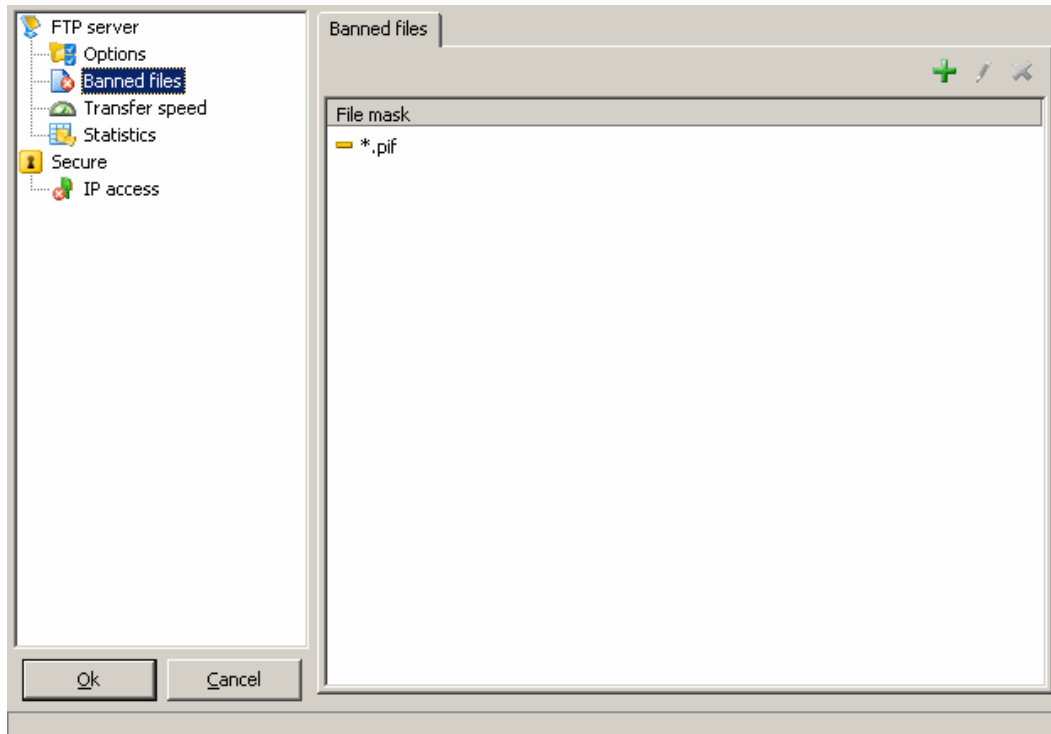 FTP server
Options
Banned files
Transfer speed
Statistics
Secure
IP access
Ok
Cancel
Banned files
File mask
*.pif